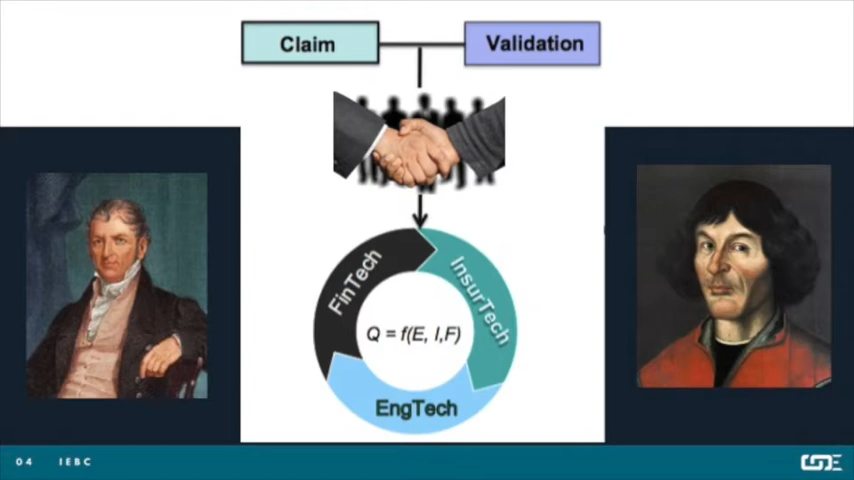 Claim
Validation
FinTech
InsurTech
Q = f(E, I,F)
EngTech
04 IEBC